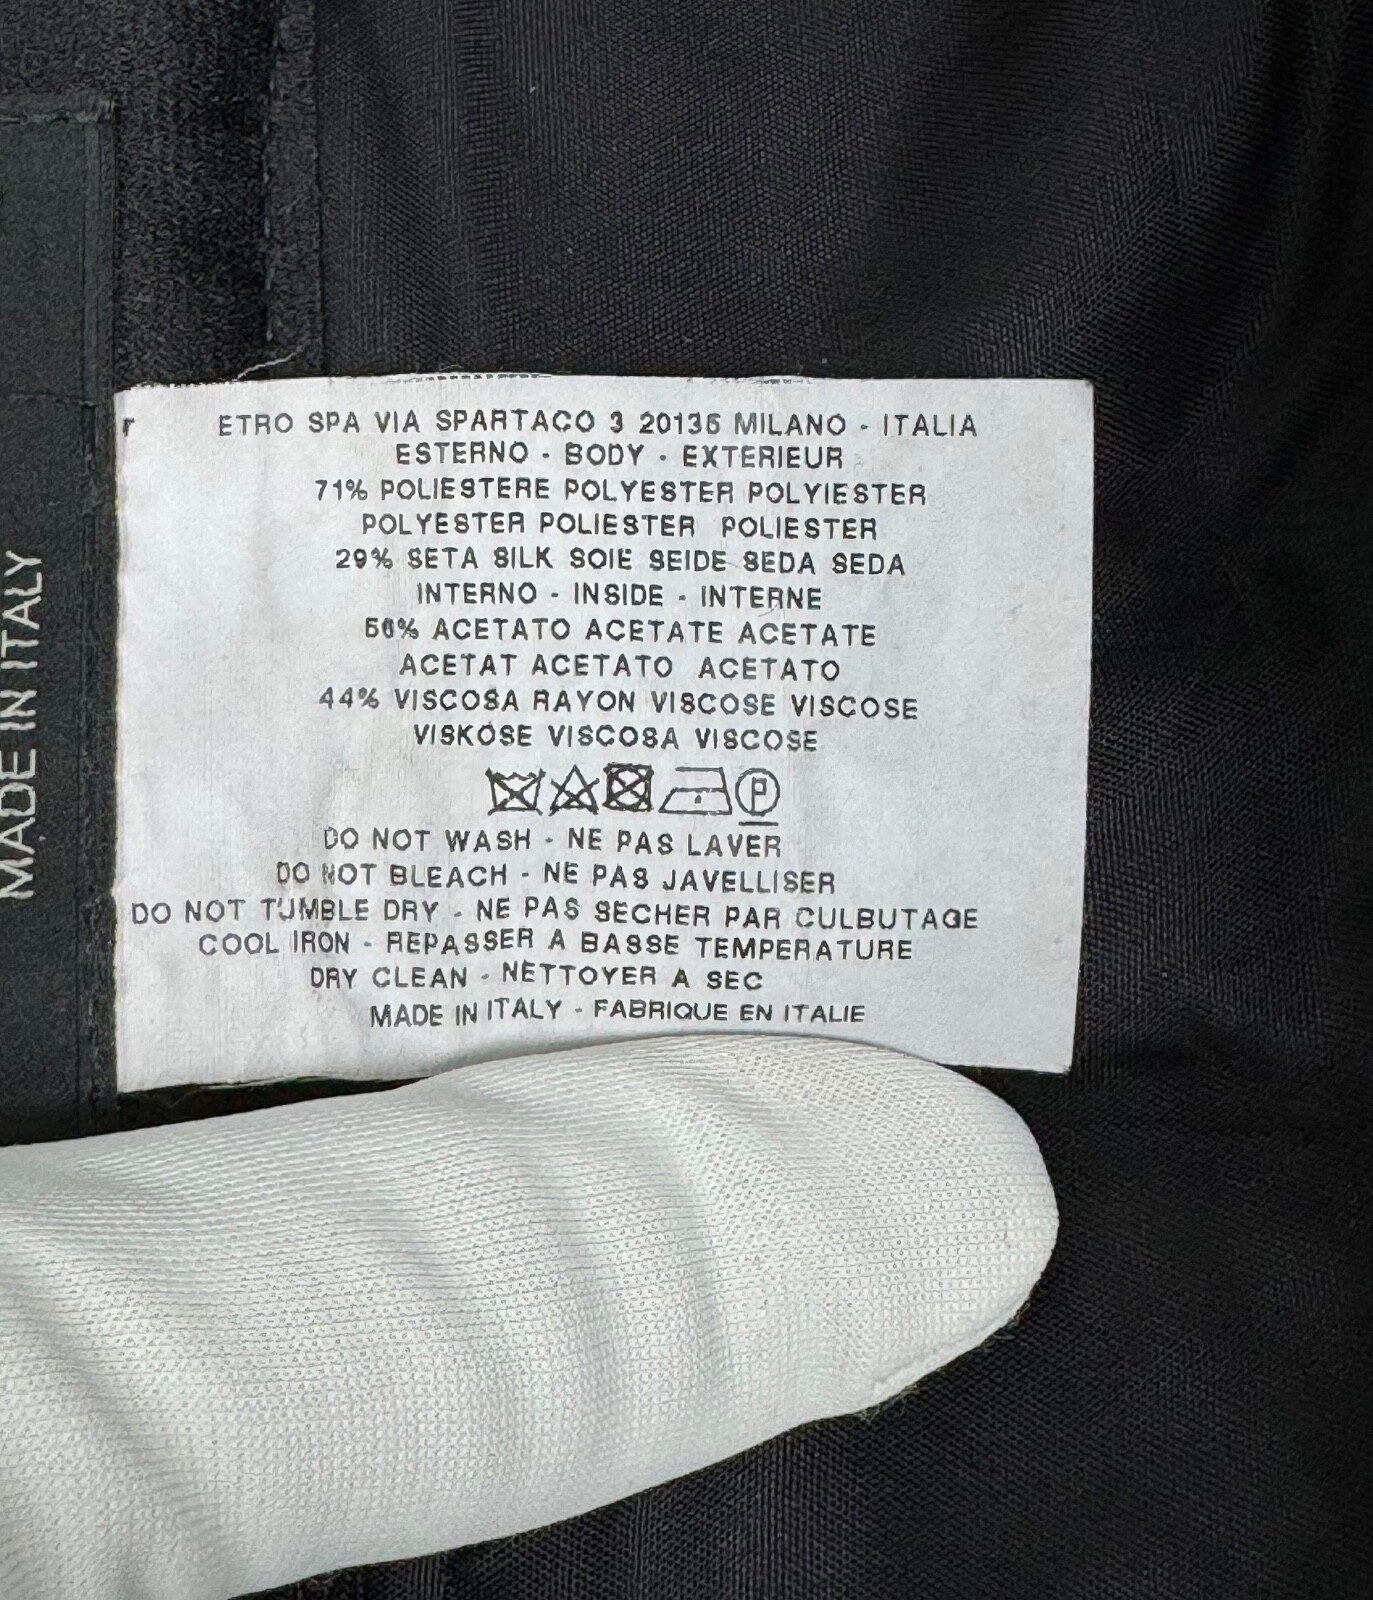 ETRO SPA VIA SPARTACO 3 20135 MILANO - ITALIA
ESTERNO - BODY - EXTERIEUR
71% POLIESTERE POLYESTER POLYIESTER
POLYESTER POLIESTER POLIESTER
29% SETA SILK SOIE SEIDE SEDA SEDA
INTERNO - INSIDE - INTERNE
56% ACETATO ACETATE ACETATE
ACETAT ACETATO ACETATO
44% VISCOSA RAYON VISCOSE VISCOSE
VISKOSE VISCOSA VISCOSE
P
DO NOT WASH - NE PAS LAVER
DO NOT BLEACH - NE PAS JAVELLISER
DO NOT TUMBLE DRY - NE PAS SECHER PAR CULBUTAGE
COOL IRON - REPASSER A BASSE TEMPERATURE
DRY CLEAN - NETTOYER A SEC
MADE IN ITALY - FABRIQUE EN ITALIE
MADE IN ITALY